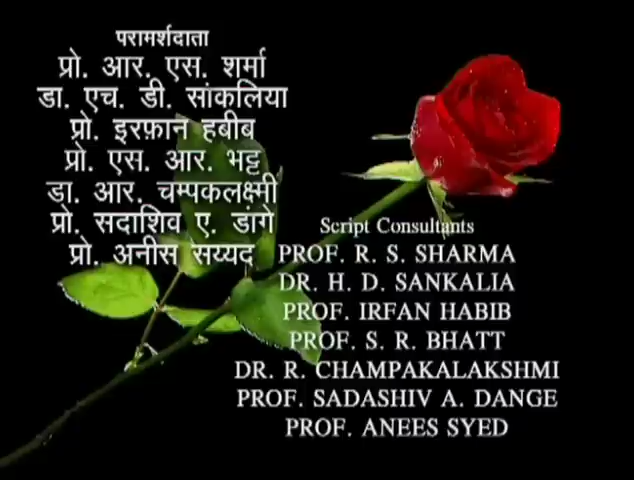 परामर्शदाता
प्रो. आर. एस. शर्मा
डा. एच. डी. सांकलिया
प्रो. इरफ़ान हबीब
प्रो. एस. आर. भट्ट
डा. आर. चम्पकलक्ष्मी
प्रो. सदाशिव ए. डांगे
प्रो. अनीस सय्यद
Script Consultants
PROF. R. S. SHARMA
DR. H. D. SANKALIA
PROF. IRFAN HABIB
PROF. S. R. BHATT
DR. R. CHAMPAKALAKSHMI
PROF. SADASHIV A. DANGE
PROF. ANEES SYED